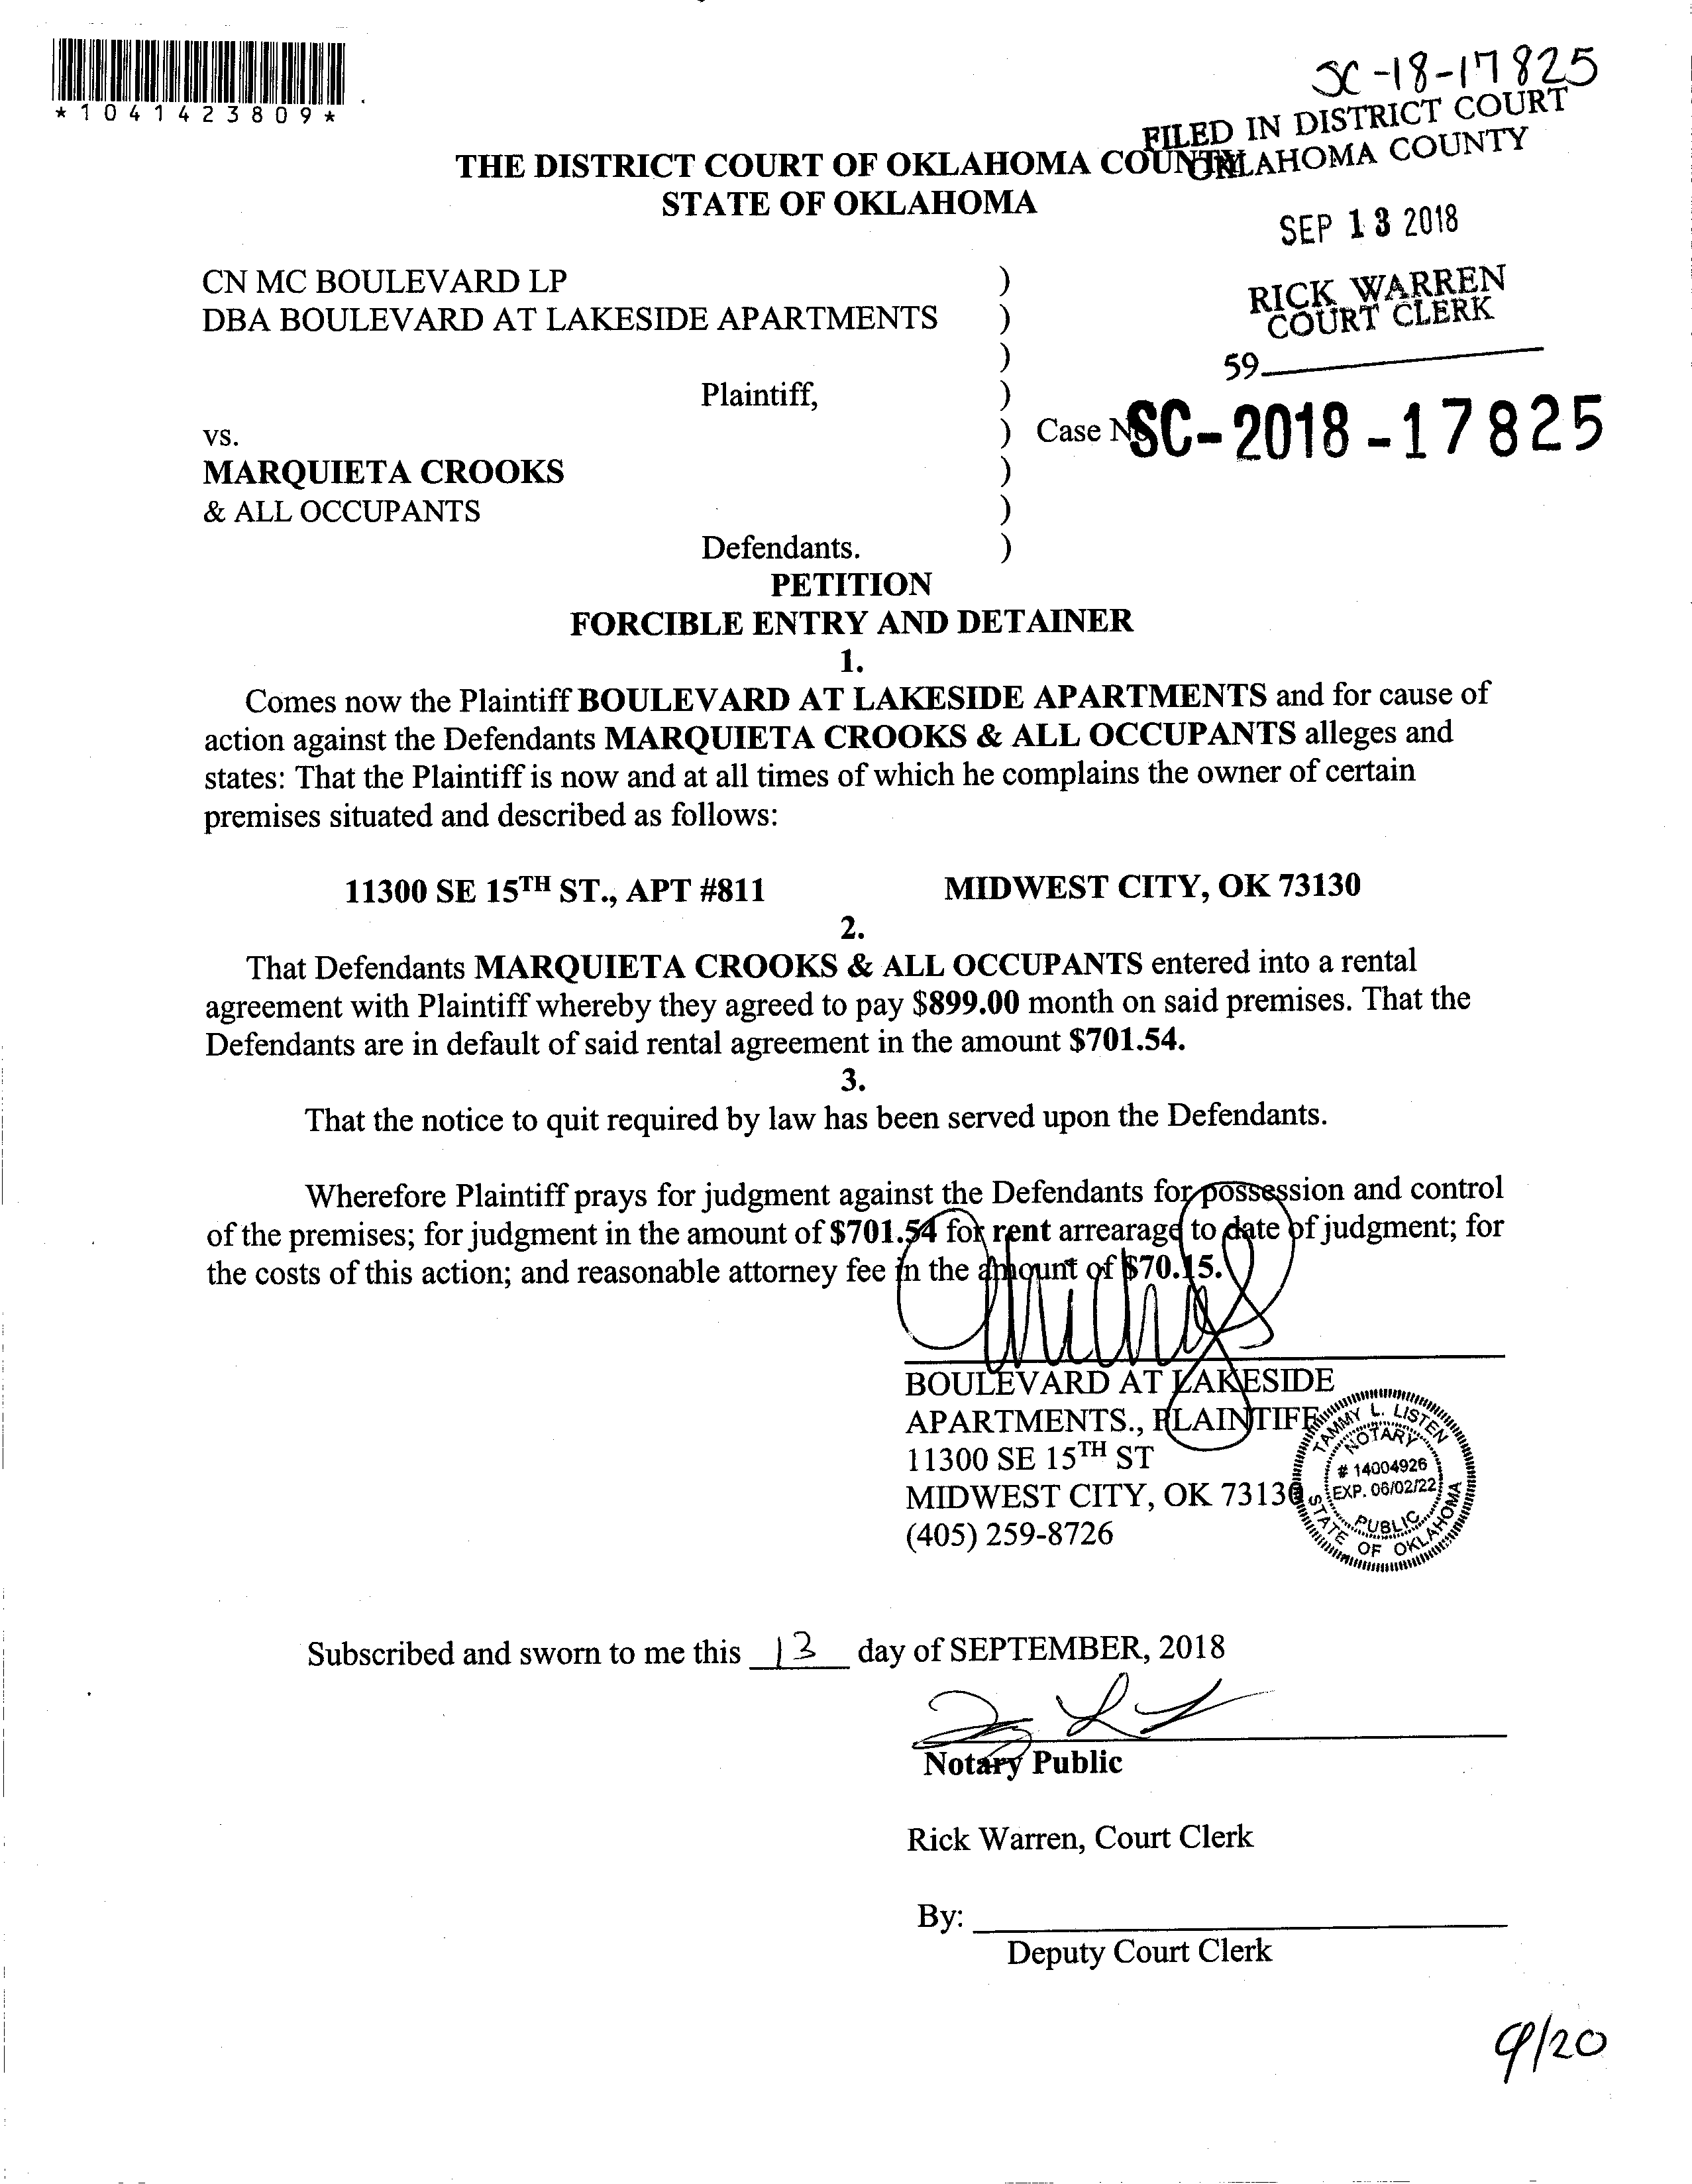 *1041423809*
SC-18-17825
FILED IN DISTRICT COURT
OKLAHOMA COUNTY
THE DISTRICT COURT OF OKLAHOMA COUNTY
STATE OF OKLAHOMA
SEP 13 2018
RICK WARREN
COURT CLERK
59
CN MC BOULEVARD LP )
DBA BOULEVARD AT LAKESIDE APARTMENTS )
)
Plaintiff, )
vs. ) Case No SC-2018-17825
MARQUIETA CROOKS )
& ALL OCCUPANTS )
Defendants. )
PETITION
FORCIBLE ENTRY AND DETAINER
1.
Comes now the Plaintiff BOULEVARD AT LAKESIDE APARTMENTS and for cause of
action against the Defendants MARQUIETA CROOKS & ALL OCCUPANTS alleges and
states: That the Plaintiff is now and at all times of which he complains the owner of certain
premises situated and described as follows:
11300 SE 15TH ST., APT #811 MIDWEST CITY, OK 73130
2.
That Defendants MARQUIETA CROOKS & ALL OCCUPANTS entered into a rental
agreement with Plaintiff whereby they agreed to pay $899.00 month on said premises. That the
Defendants are in default of said rental agreement in the amount $701.54.
3.
That the notice to quit required by law has been served upon the Defendants.
Wherefore Plaintiff prays for judgment against the Defendants for possession and control
of the premises; for judgment in the amount of $701.54 for rent arrearage to date of judgment; for
the costs of this action; and reasonable attorney fee in the amount of $70.15.
BOULEVARD AT LAKESIDE
APARTMENTS., PLAINTIFF
11300 SE 15TH ST
MIDWEST CITY, OK 73130
(405) 259-8726
TAMMY L. LISTEN
NOTARY
# 14004926
EXP. 06/02/22
PUBLIC
STATE OF OKLAHOMA
Subscribed and sworn to me this 13 day of SEPTEMBER, 2018
Notary Public
Rick Warren, Court Clerk
By:
Deputy Court Clerk
9/20